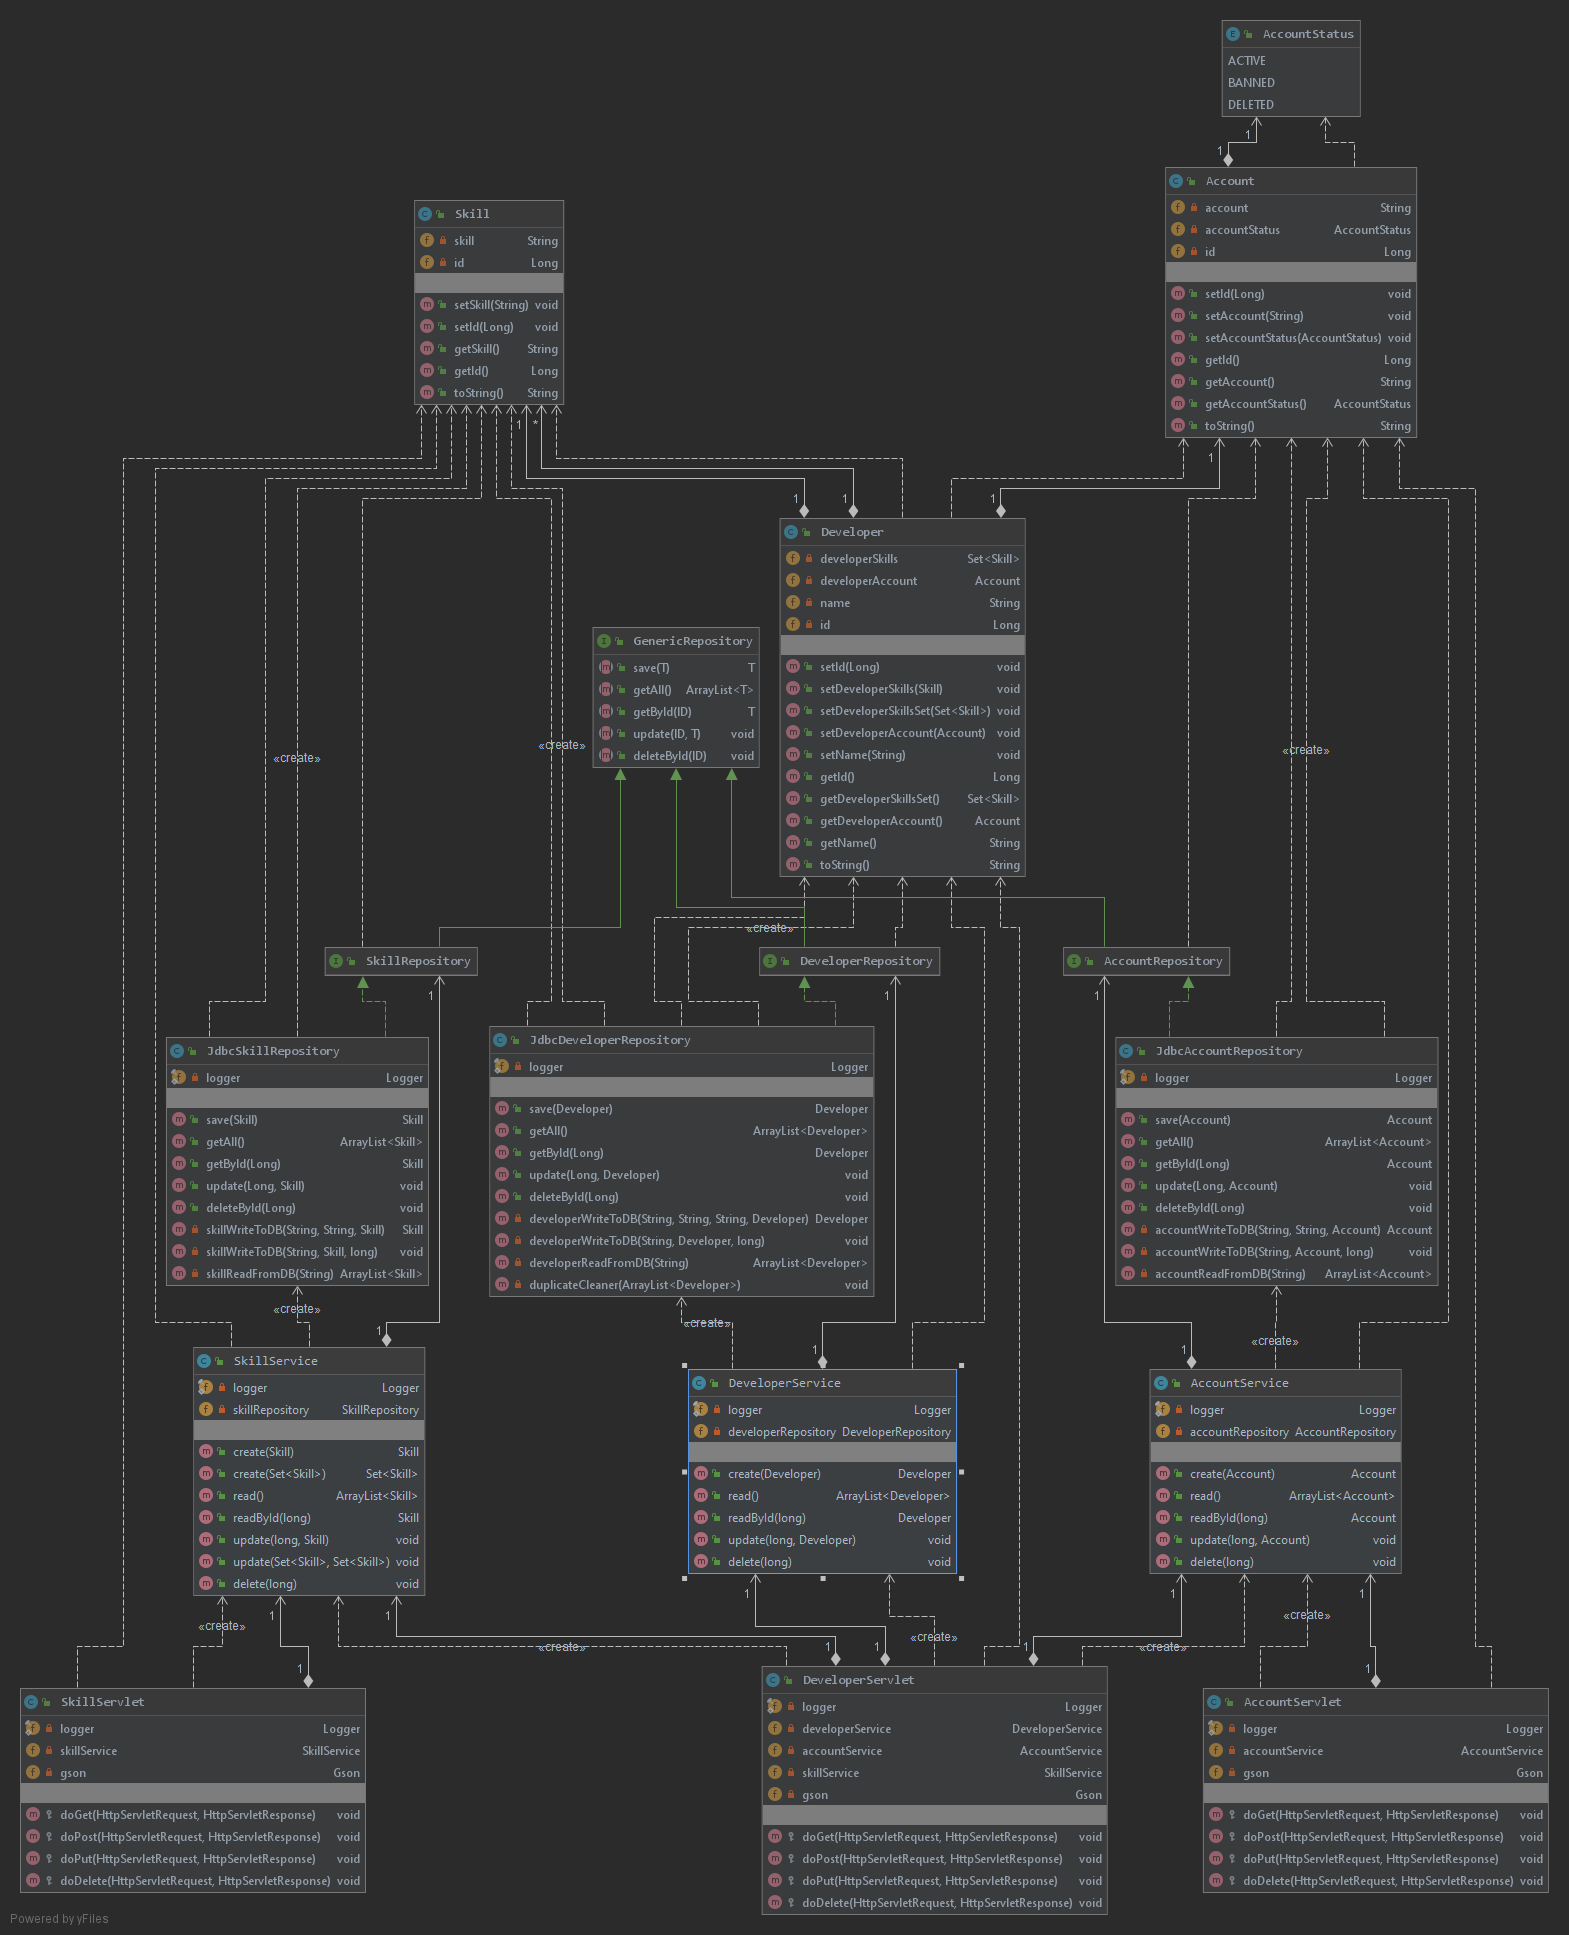 AccountStatus
ACTIVE
BANNED
DELETED
1
1
Account
account String
accountStatus AccountStatus
id Long
setId(Long) void
setAccount(String) void
setAccountStatus(AccountStatus) void
getId() Long
getAccount() String
getAccountStatus() AccountStatus
toString() String
Skill
skill String
id Long
setSkill(String) void
setId(Long) void
getSkill() String
getId() Long
toString() String
1 *
1
1 1 1
Developer
developerSkills Set<Skill>
developerAccount Account
name String
id Long
setId(Long) void
setDeveloperSkills(Skill) void
setDeveloperSkillsSet(Set<Skill>) void
setDeveloperAccount(Account) void
setName(String) void
getId() Long
getDeveloperSkillsSet() Set<Skill>
getDeveloperAccount() Account
getName() String
toString() String
GenericRepository
save(T) T
getAll() ArrayList<T>
getById(ID) T
update(ID, T) void
deleteById(ID) void
«create»
«create»
«create»
«create»
SkillRepository
DeveloperRepository
AccountRepository
1
1
1
JdbcSkillRepository
logger Logger
save(Skill) Skill
getAll() ArrayList<Skill>
getById(Long) Skill
update(Long, Skill) void
deleteById(Long) void
skillWriteToDB(String, String, Skill) Skill
skillWriteToDB(String, Skill, long) void
skillReadFromDB(String) ArrayList<Skill>
JdbcDeveloperRepository
logger Logger
save(Developer) Developer
getAll() ArrayList<Developer>
getById(Long) Developer
update(Long, Developer) void
deleteById(Long) void
developerWriteToDB(String, String, String, Developer) Developer
developerWriteToDB(String, Developer, long) void
developerReadFromDB(String) ArrayList<Developer>
duplicateCleaner(ArrayList<Developer>) void
JdbcAccountRepository
logger Logger
save(Account) Account
getAll() ArrayList<Account>
getById(Long) Account
update(Long, Account) void
deleteById(Long) void
accountWriteToDB(String, String, Account) Account
accountWriteToDB(String, Account, long) void
accountReadFromDB(String) ArrayList<Account>
«create»
1
«create»
1
«create»
1
SkillService
logger Logger
skillRepository SkillRepository
create(Skill) Skill
create(Set<Skill>) Set<Skill>
read() ArrayList<Skill>
readById(long) Skill
update(long, Skill) void
update(Set<Skill>, Set<Skill>) void
delete(long) void
DeveloperService
logger Logger
developerRepository DeveloperRepository
create(Developer) Developer
read() ArrayList<Developer>
readById(long) Developer
update(long, Developer) void
delete(long) void
AccountService
logger Logger
accountRepository AccountRepository
create(Account) Account
read() ArrayList<Account>
readById(long) Account
update(long, Account) void
delete(long) void
1 1 1
1 1
«create»
«create»
«create»
«create»
«create»
1
1 1 1
1
SkillServlet
logger Logger
skillService SkillService
gson Gson
doGet(HttpServletRequest, HttpServletResponse) void
doPost(HttpServletRequest, HttpServletResponse) void
doPut(HttpServletRequest, HttpServletResponse) void
doDelete(HttpServletRequest, HttpServletResponse) void
DeveloperServlet
logger Logger
developerService DeveloperService
accountService AccountService
skillService SkillService
gson Gson
doGet(HttpServletRequest, HttpServletResponse) void
doPost(HttpServletRequest, HttpServletResponse) void
doPut(HttpServletRequest, HttpServletResponse) void
doDelete(HttpServletRequest, HttpServletResponse) void
AccountServlet
logger Logger
accountService AccountService
gson Gson
doGet(HttpServletRequest, HttpServletResponse) void
doPost(HttpServletRequest, HttpServletResponse) void
doPut(HttpServletRequest, HttpServletResponse) void
doDelete(HttpServletRequest, HttpServletResponse) void
Powered by yFiles